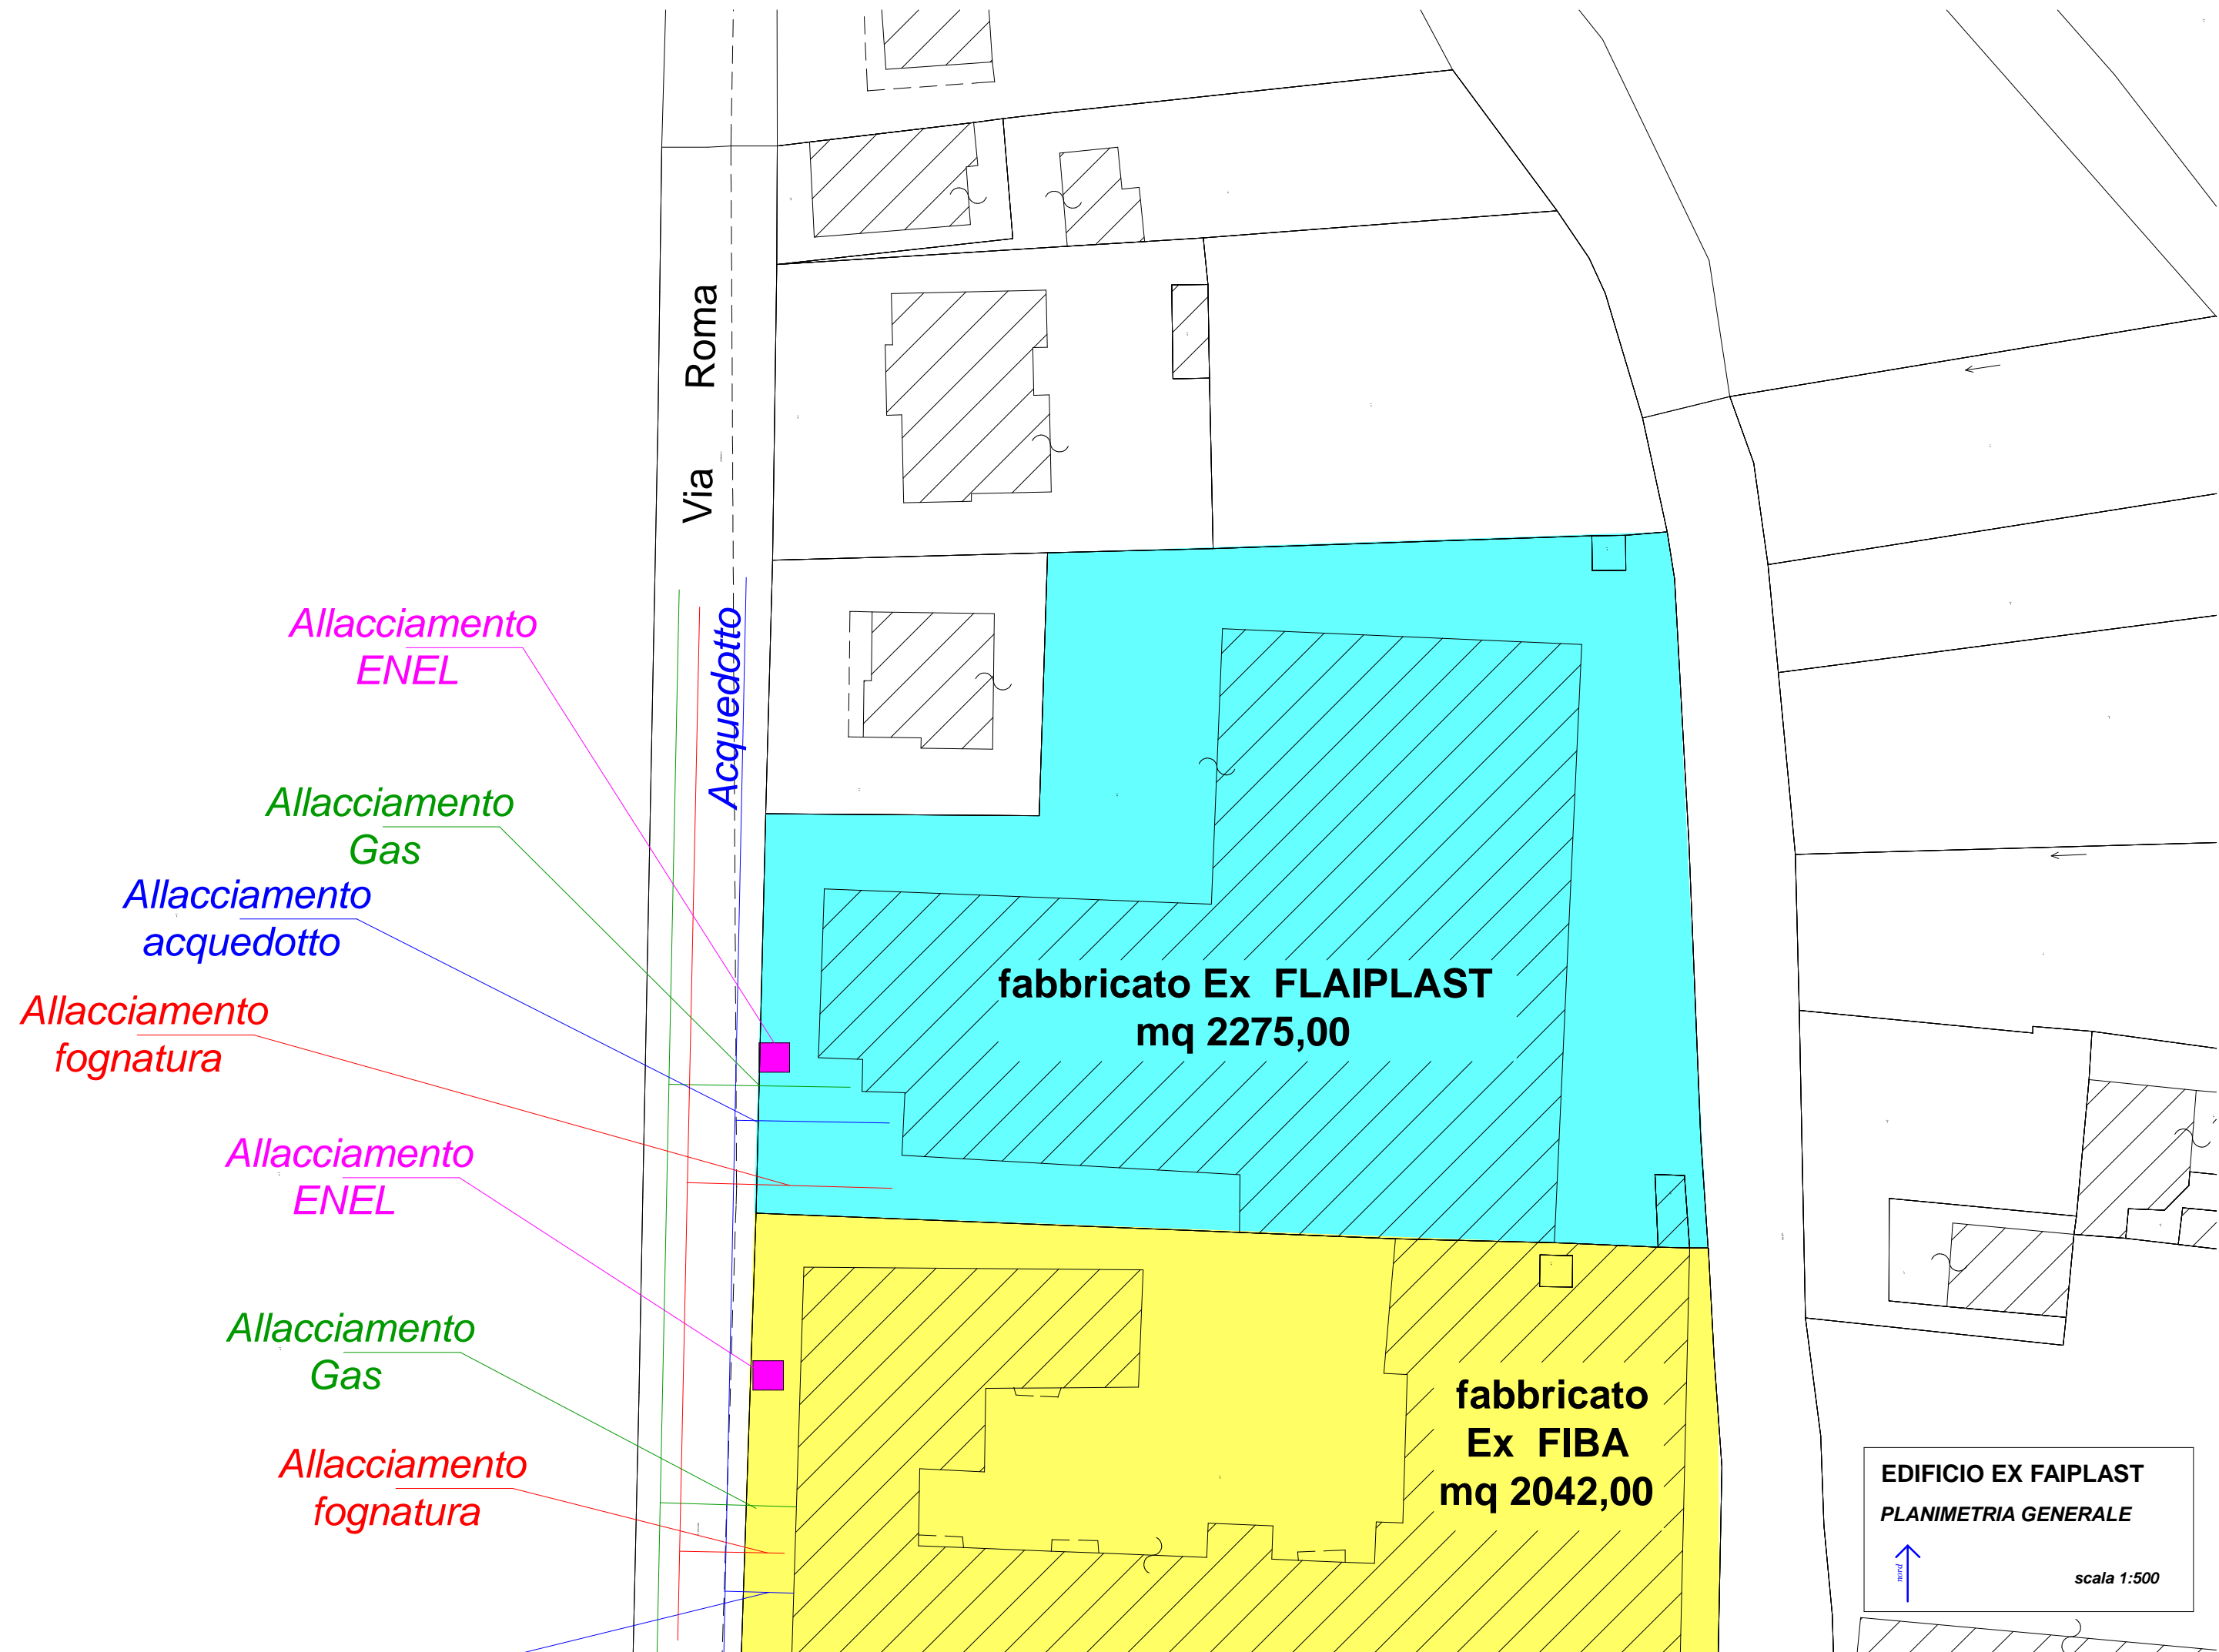 Via Roma
Acquedotto
Allacciamento
ENEL
Allacciamento
Gas
Allacciamento
acquedotto
Allacciamento
fognatura
Allacciamento
ENEL
Allacciamento
Gas
Allacciamento
fognatura
fabbricato Ex FLAIPLAST
mq 2275,00
fabbricato
Ex FIBA
mq 2042,00
EDIFICIO EX FAIPLAST
PLANIMETRIA GENERALE
nord
scala 1:500